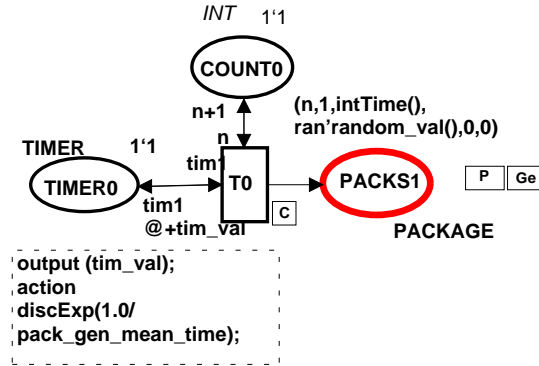 INT
1'1
COUNT0
n+1
n
(n,1,intTime(),
ran'random_val(),0,0)
TIMER
1'1
tim1
TIMER0
T0
PACKS1
P
Ge
tim1
@+tim_val
C
PACKAGE
output (tim_val);
action
discExp(1.0/
pack_gen_mean_time);